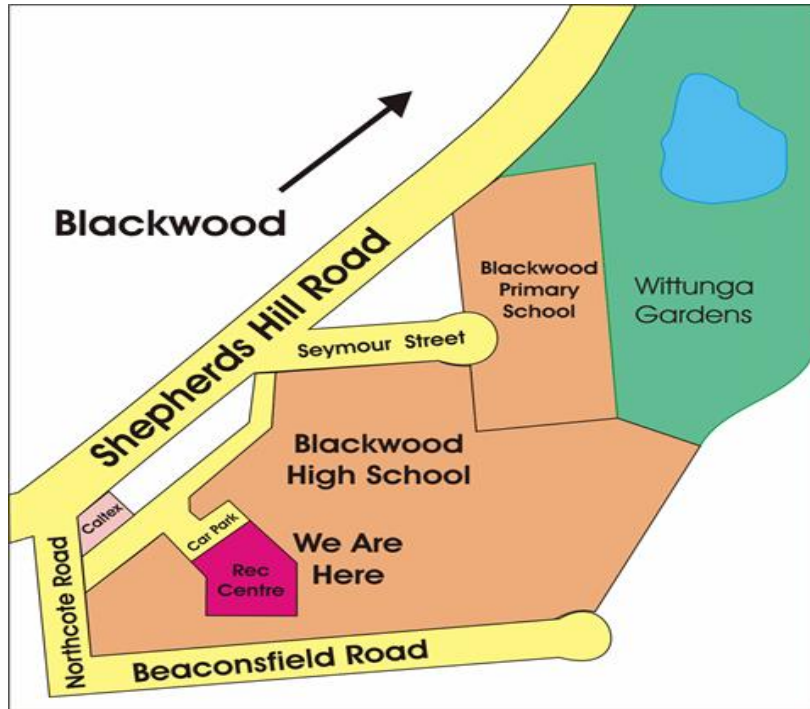 Blackwood
Shepherds Hill Road
Blackwood
Primary
School
Wittunga
Gardens
Seymour Street
Blackwood
High School
Caltex
Car Park
We Are
Here
Rec
Centre
Northcote Road
Beaconsfield Road